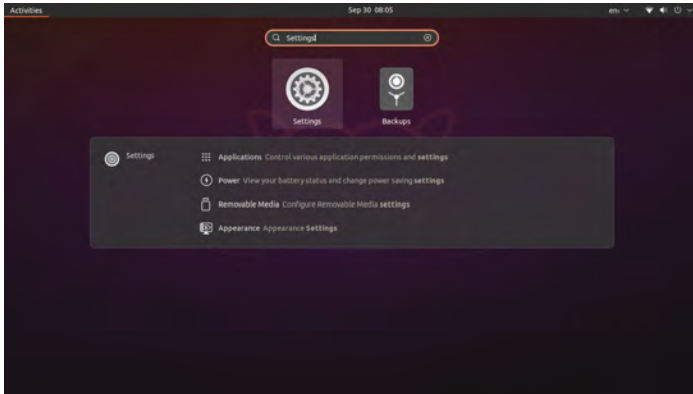 Activities
Sep 30 08:05
en₁
Settings
Settings
Backups
Settings
Applications Control various application permissions and settings
Power View your battery status and change power saving settings
Removable Media Configure Removable Media settings
Appearance Appearance Settings